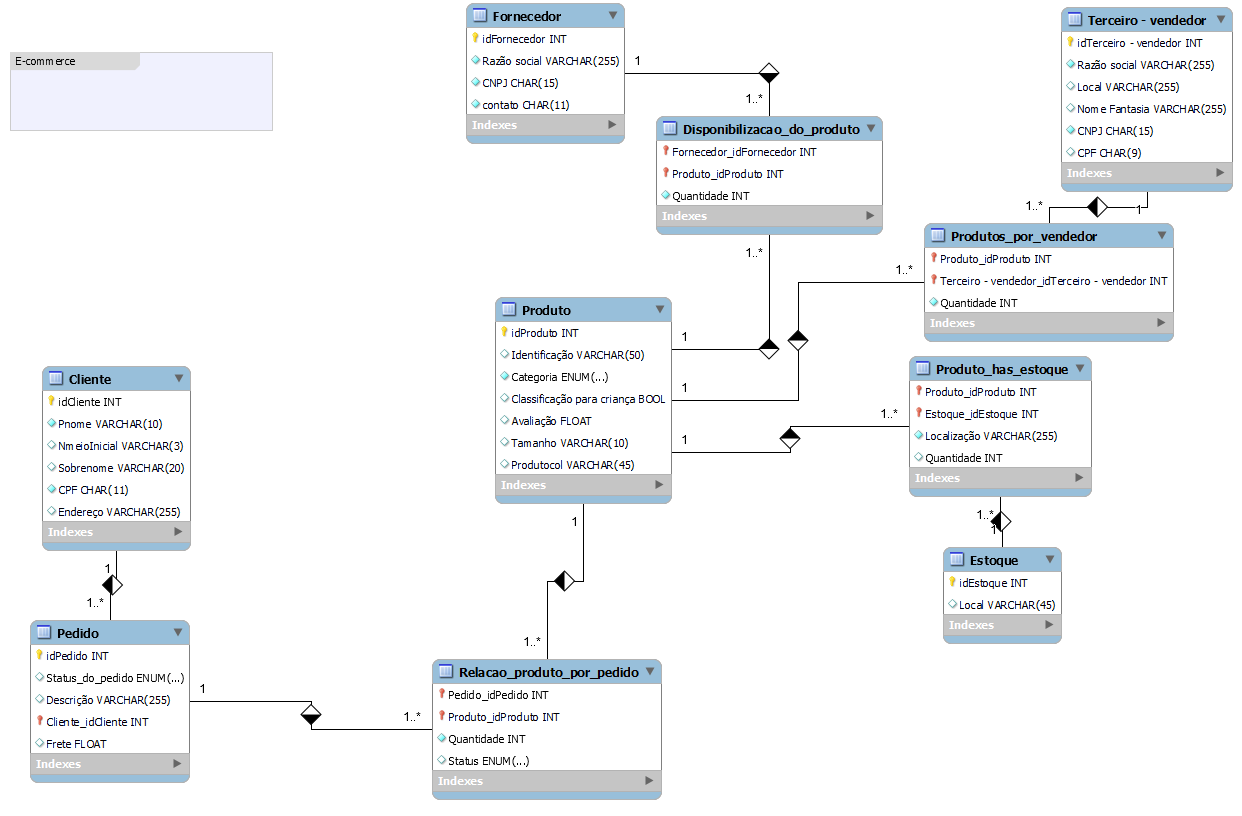 E-commerce
Fornecedor
idFornecedor INT
Razão social VARCHAR(255)
CNPJ CHAR(15)
contato CHAR(11)
Indexes
1
1..*
Disponibilizacao_do_produto
Fornecedor_idFornecedor INT
Produto_idProduto INT
Quantidade INT
Indexes
1..*
1
Terceiro - vendedor
idTerceiro - vendedor INT
Razão social VARCHAR(255)
Local VARCHAR(255)
Nome Fantasia VARCHAR(255)
CNPJ CHAR(15)
CPF CHAR(9)
Indexes
1..*
1
Produtos_por_vendedor
Produto_idProduto INT
Terceiro - vendedor_idTerceiro - vendedor INT
Quantidade INT
Indexes
1..*
1
Produto
idProduto INT
Identificação VARCHAR(50)
Categoria ENUM(...)
Classificação para criança BOOL
Avaliação FLOAT
Tamanho VARCHAR(10)
Produtocol VARCHAR(45)
Indexes
1
1..*
Produto_has_estoque
Produto_idProduto INT
Estoque_idEstoque INT
Localização VARCHAR(255)
Quantidade INT
Indexes
1..*
1
Estoque
idEstoque INT
Local VARCHAR(45)
Indexes
Cliente
idCliente INT
Pnome VARCHAR(10)
NmeioInicial VARCHAR(3)
Sobrenome VARCHAR(20)
CPF CHAR(11)
Endereço VARCHAR(255)
Indexes
1
1..*
Pedido
idPedido INT
Status_do_pedido ENUM(...)
Descrição VARCHAR(255)
Cliente_idCliente INT
Frete FLOAT
Indexes
1
1..*
1
1..*
Relacao_produto_por_pedido
Pedido_idPedido INT
Produto_idProduto INT
Quantidade INT
Status ENUM(...)
Indexes